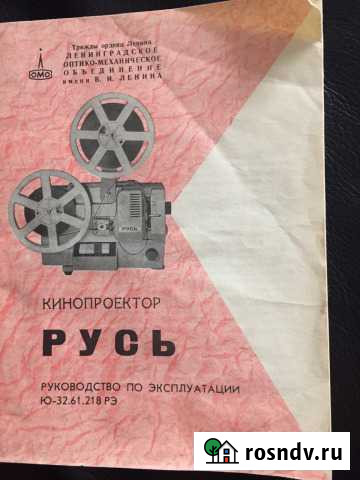 ЛОМО
Трижды ордена Ленина
ЛЕНИНГРАДСКОЕ
ОПТИКО-МЕХАНИЧЕСКОЕ
ОБЪЕДИНЕНИЕ
имени В. И. ЛЕНИНА
РУСЬ
КИНОПРОЕКТОР
РУСЬ
РУКОВОДСТВО ПО ЭКСПЛУАТАЦИИ
Ю-32.61.218 РЭ
rosndv.ru